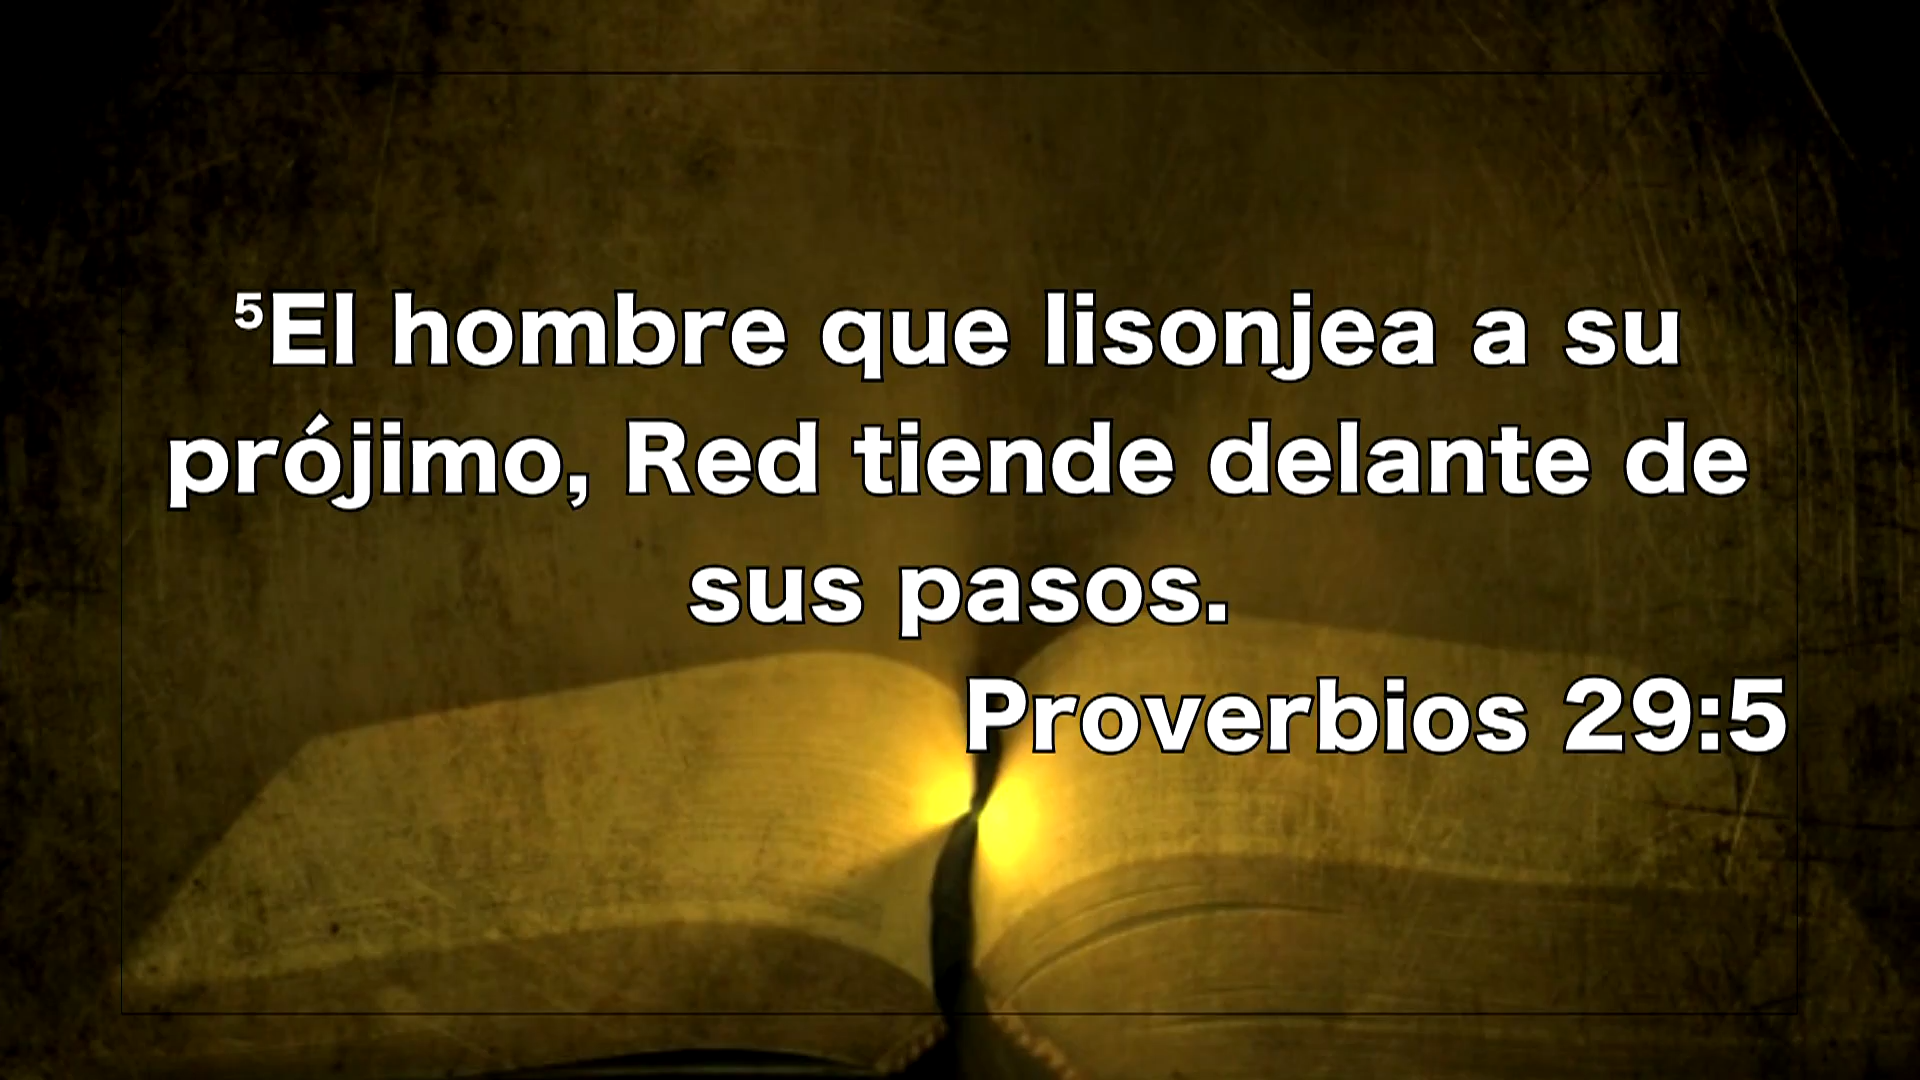 ⁵El hombre que lisonjea a su
prójimo, Red tiende delante de
sus pasos.
Proverbios 29:5